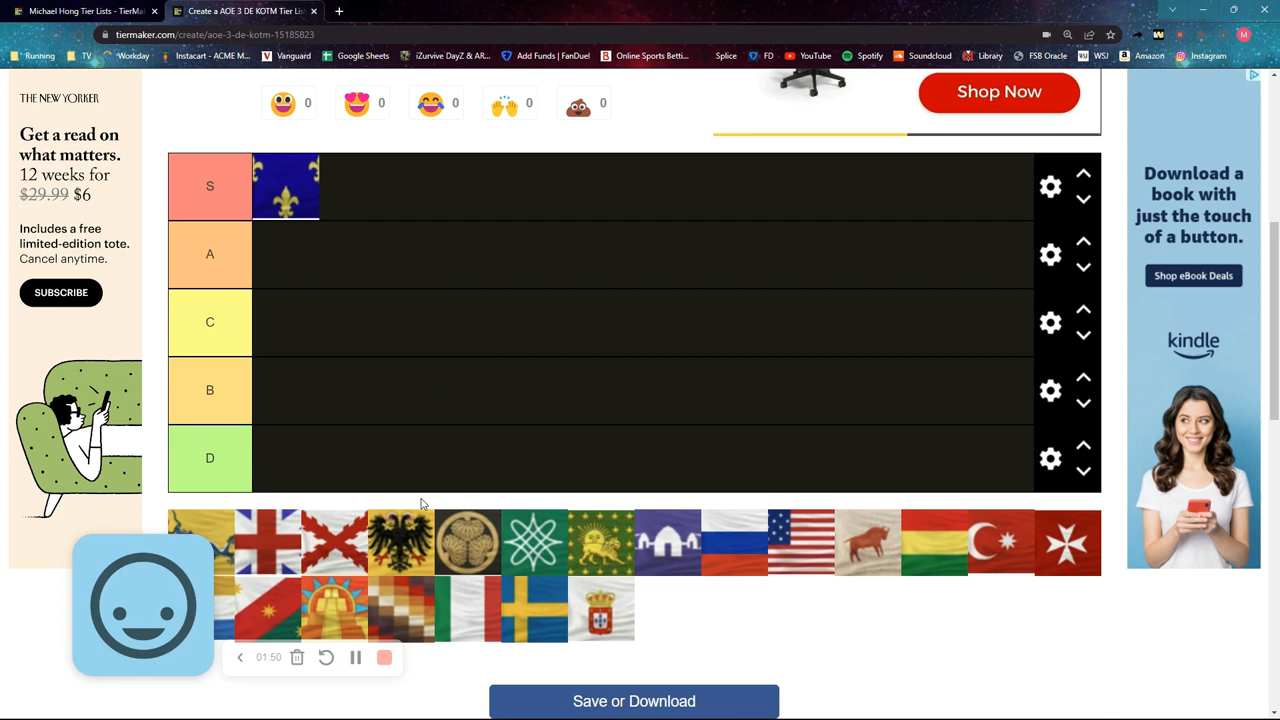 Michael Hong Tier Lists - TierMa
Create a AOE 3 DE KOTM Tier Lis
tiermaker.com/create/aoe-3-de-kotm-15185823
M
Running
TV
Workday
Instacart - ACME M...
Vanguard
Google Sheets
iZurvive DayZ & AR...
Add Funds | FanDuel
Online Sports Betti...
Splice
FD
YouTube
Spotify
Soundcloud
Library
FSB Oracle
WSJ
Amazon
Instagram
THE NEW YORKER
Get a read on
what matters.
12 weeks for
$29.99 $6
Includes a free
limited-edition tote.
Cancel anytime.
SUBSCRIBE
0
0
0
0
0
Shop Now
S
A
C
B
D
Download a
book with
just the touch
of a button.
Shop eBook Deals
kindle
01:50
Save or Download